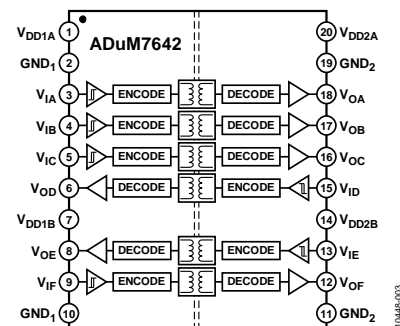 ADuM7642
VDD1A 1 20 VDD2A
GND1 2 19 GND2
VIA 3 ENCODE DECODE 18 VOA
VIB 4 ENCODE DECODE 17 VOB
VIC 5 ENCODE DECODE 16 VOC
VOD 6 DECODE ENCODE 15 VID
VDD1B 7 14 VDD2B
VOE 8 DECODE ENCODE 13 VIE
VIF 9 ENCODE DECODE 12 VOF
GND1 10 11 GND2
10448-003